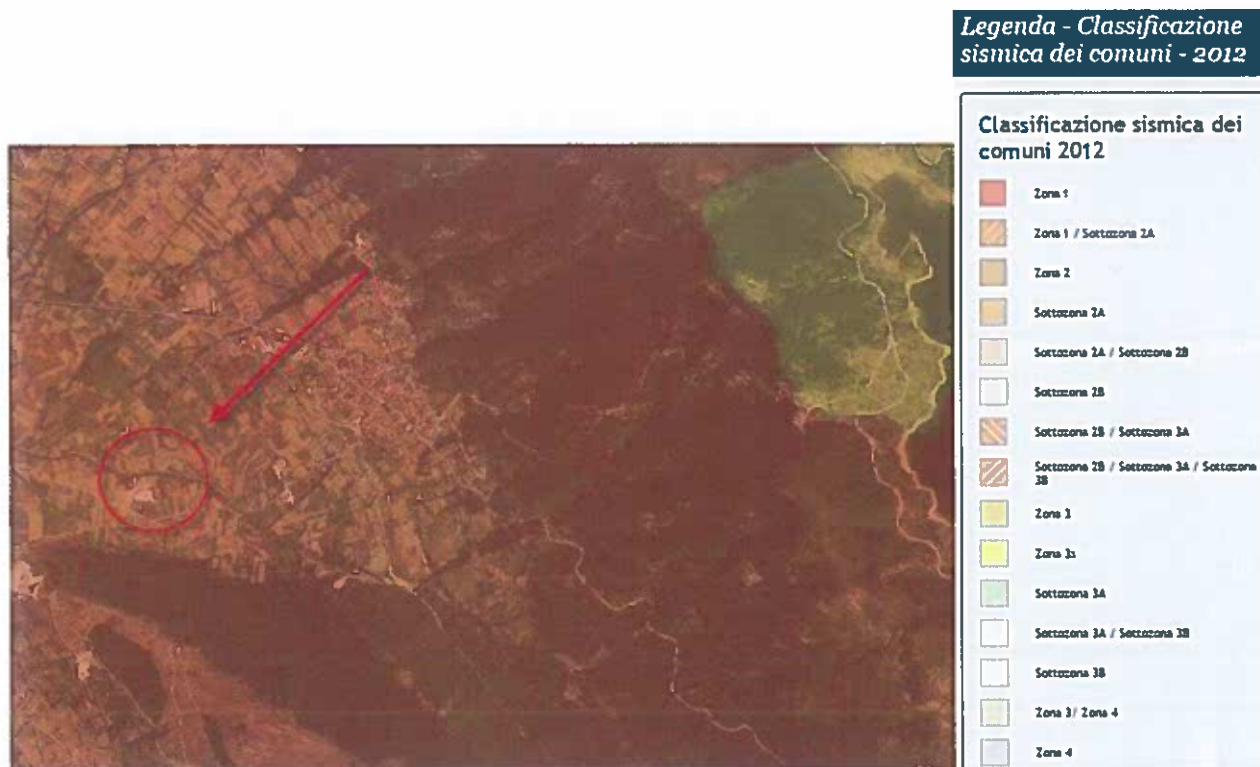 Legenda - Classificazione
sismica dei comuni - 2012
Classificazione sismica dei
comuni 2012
Zona 1
Zona 1 / Sottozona 2A
Zona 2
Sottozona 2A
Sottozona 2A / Sottozona 2B
Sottozona 2B
Sottozona 2B / Sottozona 3A
Sottozona 2B / Sottozona 3A / Sottozona
3B
Zona 3
Zona 3s
Sottozona 3A
Sottozona 3A / Sottozona 3B
Sottozona 3B
Zona 3/ Zona 4
Zona 4